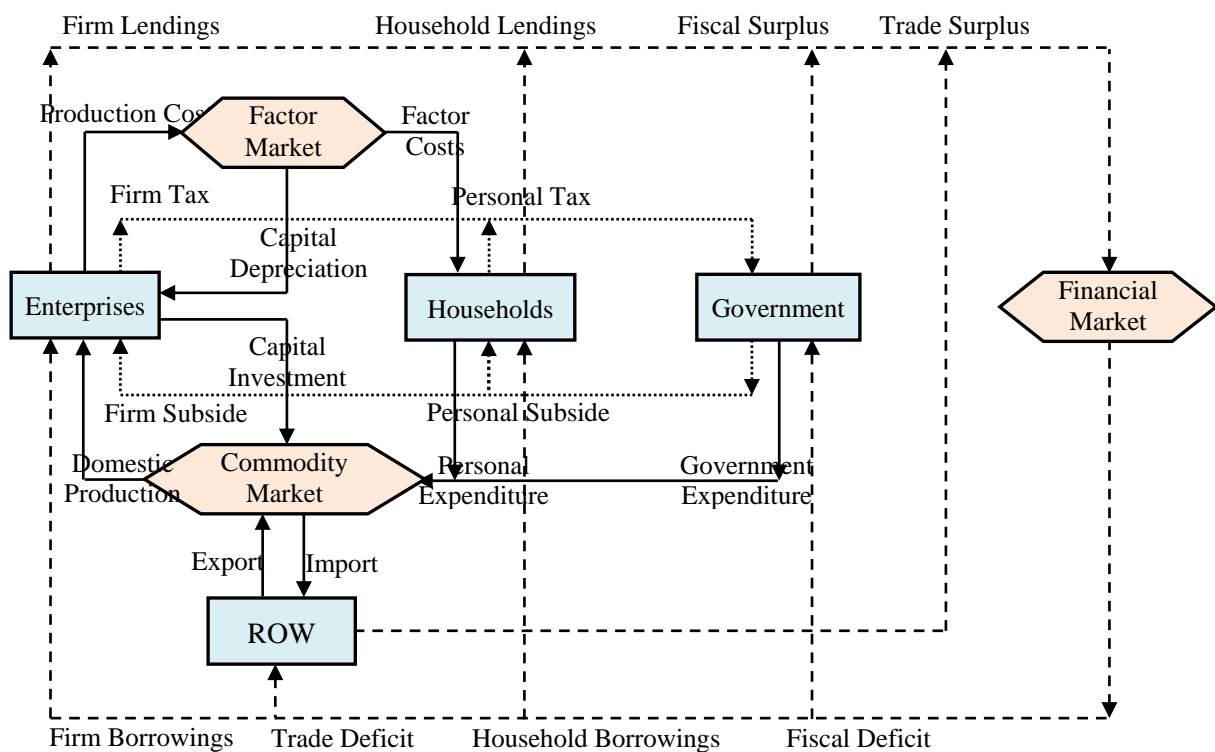 Firm Lendings
Household Lendings
Fiscal Surplus
Trade Surplus
Production Cos
Factor
Market
Factor
Costs
Firm Tax
Personal Tax
Capital
Depreciation
Enterprises
Households
Government
Financial
Market
Capital
Investment
Firm Subside
Personal Subside
Domestic
Production
Commodity
Market
Personal
Expenditure
Government
Expenditure
Export
Import
ROW
Firm Borrowings
Trade Deficit
Household Borrowings
Fiscal Deficit